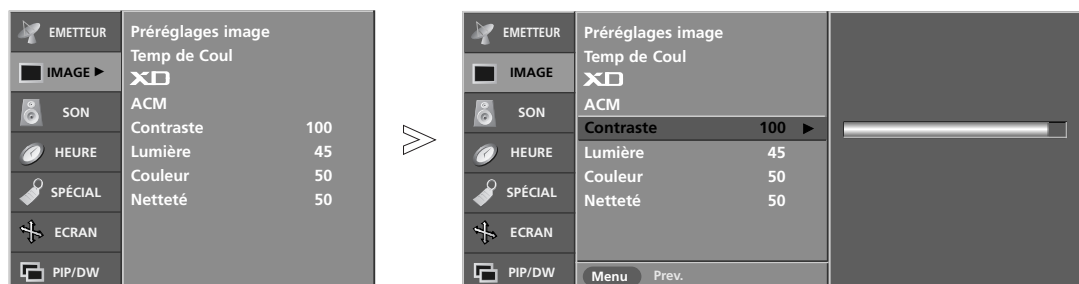 EMETTEUR
IMAGE ►
SON
HEURE
SPÉCIAL
ECRAN
PIP/DW
Préréglages image
Temp de Coul
XD
ACM
Contraste 100
Lumière 45
Couleur 50
Netteté 50
EMETTEUR
IMAGE
SON
HEURE
SPÉCIAL
ECRAN
PIP/DW
Préréglages image
Temp de Coul
XD
ACM
Contraste 100 ►
Lumière 45
Couleur 50
Netteté 50
Menu Prev.